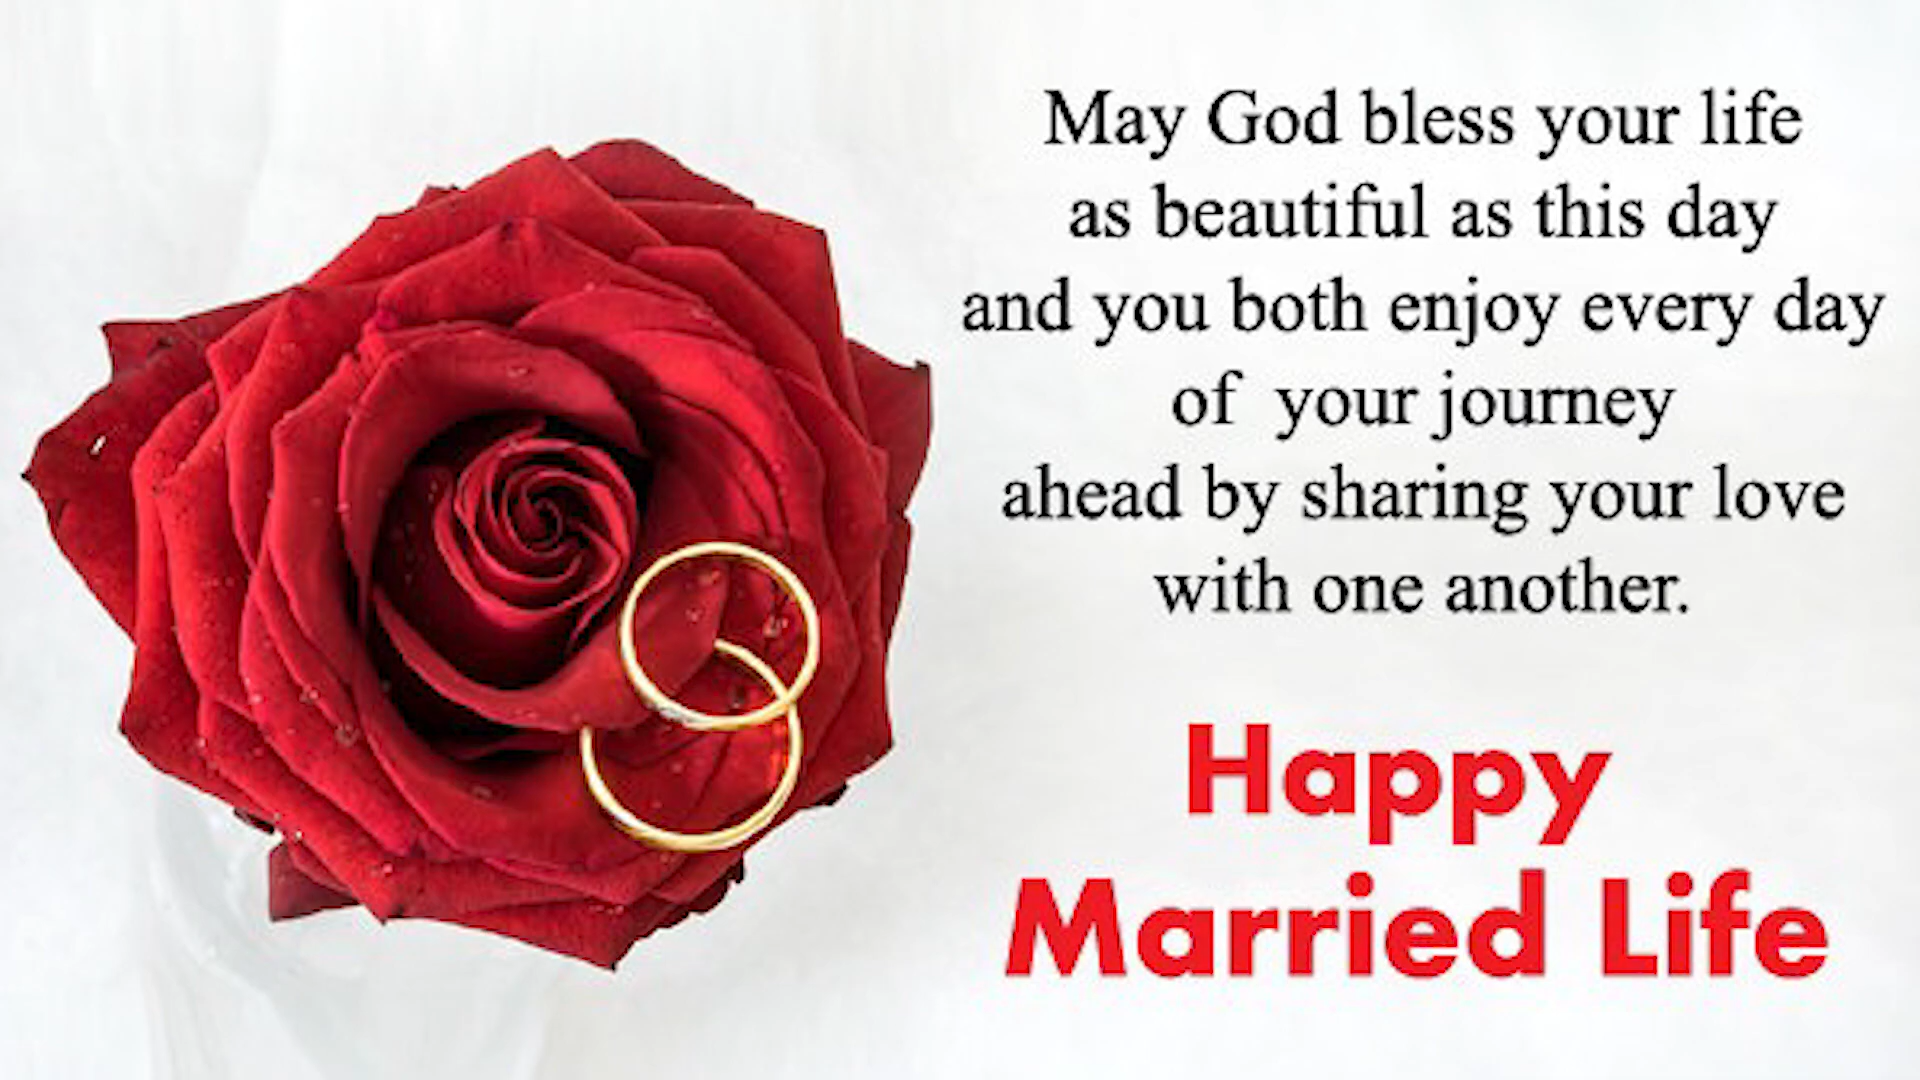 May God bless your life
as beautiful as this day
and you both enjoy every day
of your journey
ahead by sharing your love
with one another.
Happy
Married Life